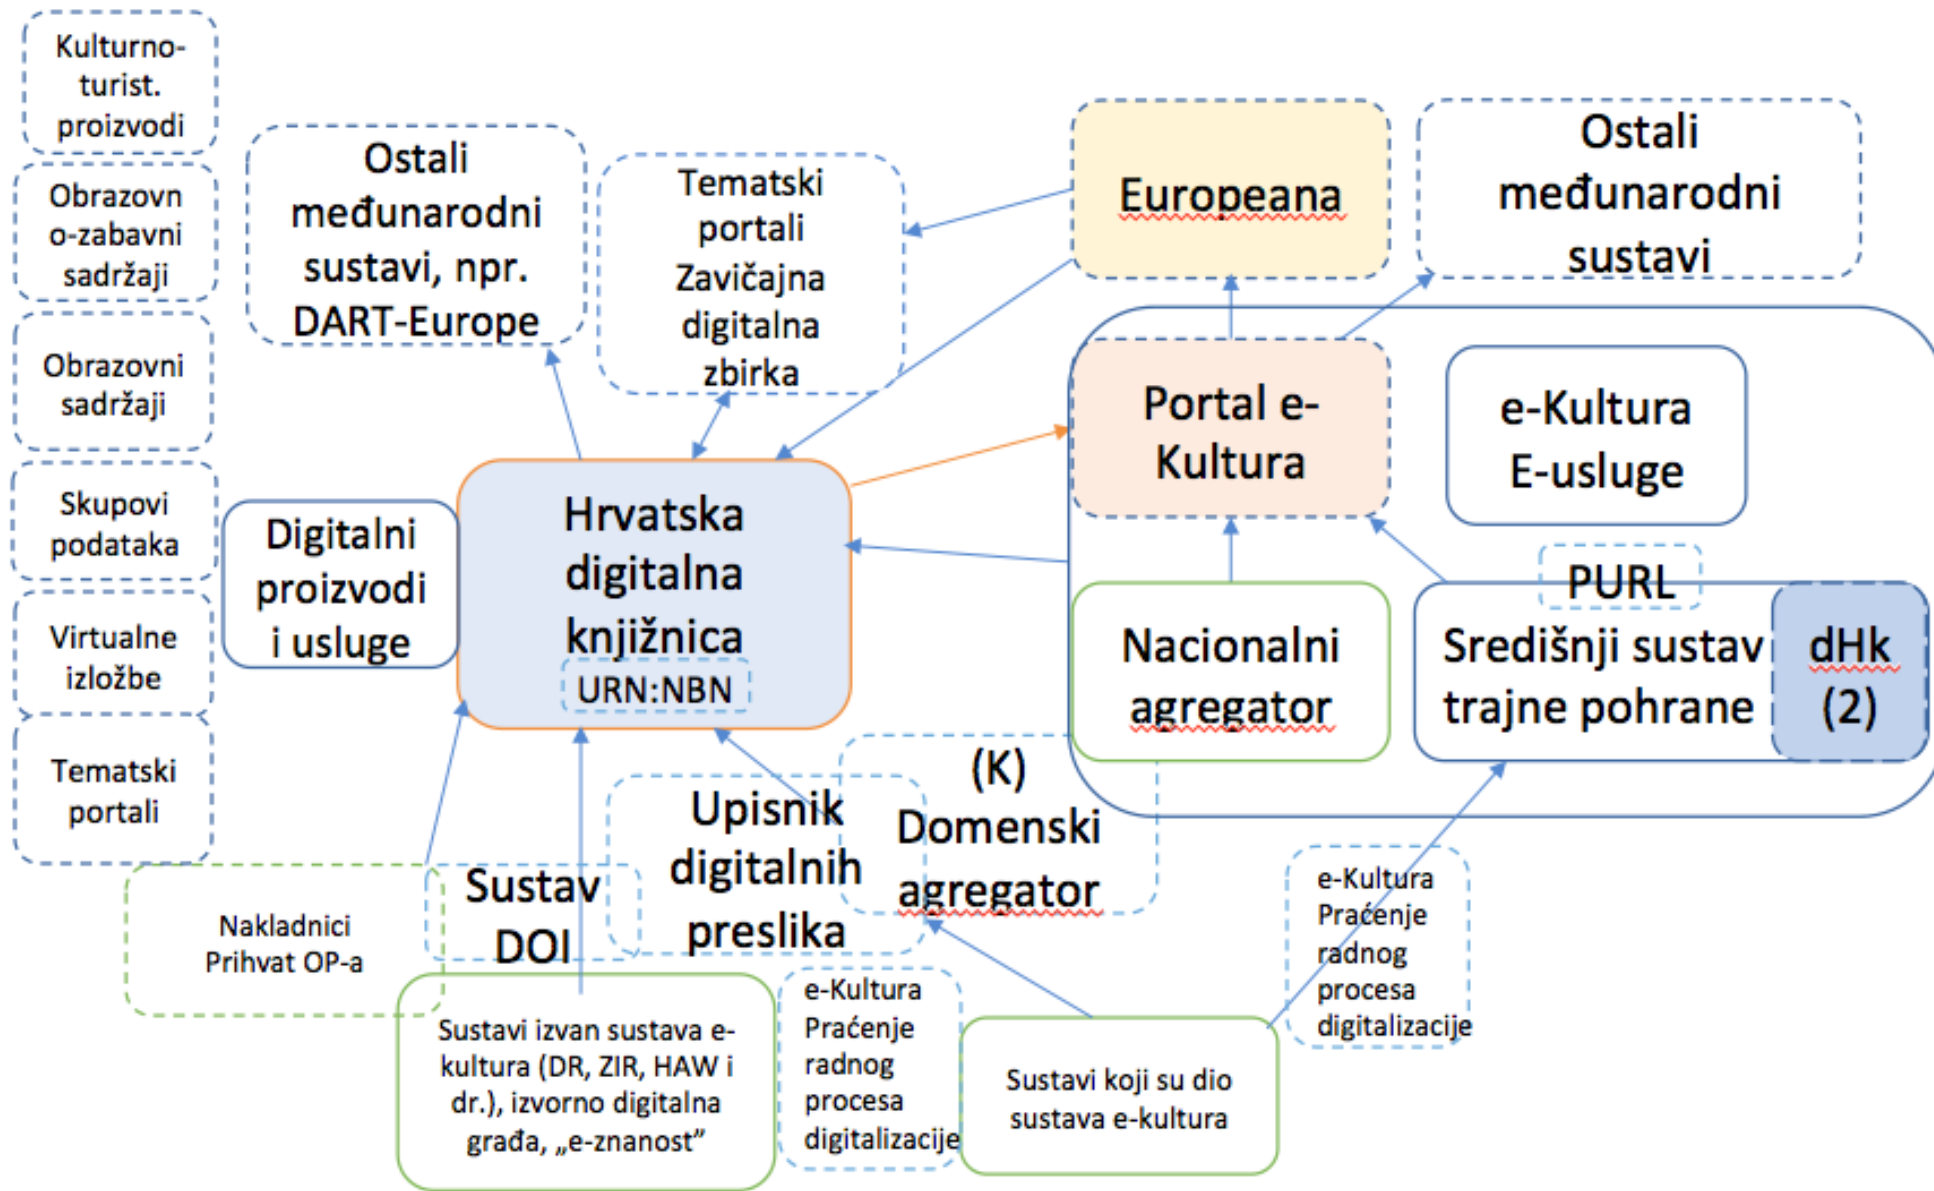 Kulturno-
turist.
proizvodi
Obrazovn
o-zabavni
sadržaji
Obrazovni
sadržaji
Skupovi
podataka
Virtualne
izložbe
Tematski
portali
Ostali
međunarodni
sustavi, npr.
DART-Europe
Tematski
portali
Zavičajna
digitalna
zbirka
Europeana
Ostali
međunarodni
sustavi
Portal e-
Kultura
e-Kultura
E-usluge
Digitalni
proizvodi
i usluge
Hrvatska
digitalna
knjižnica
URN:NBN
Nacionalni
agregator
PURL
Središnji sustav
trajne pohrane
dHk
(2)
(K)
Domenski
agregator
Upisnik
digitalnih
preslika
Sustav
DOI
Nakladnici
Prihvat OP-a
Sustavi izvan sustava e-
kultura (DR, ZIR, HAW i
dr.), izvorno digitalna
građa, „e-znanost”
e-Kultura
Praćenje
radnog
procesa
digitalizacije
Sustavi koji su dio
sustava e-kultura
e-Kultura
Praćenje
radnog
procesa
digitalizacije